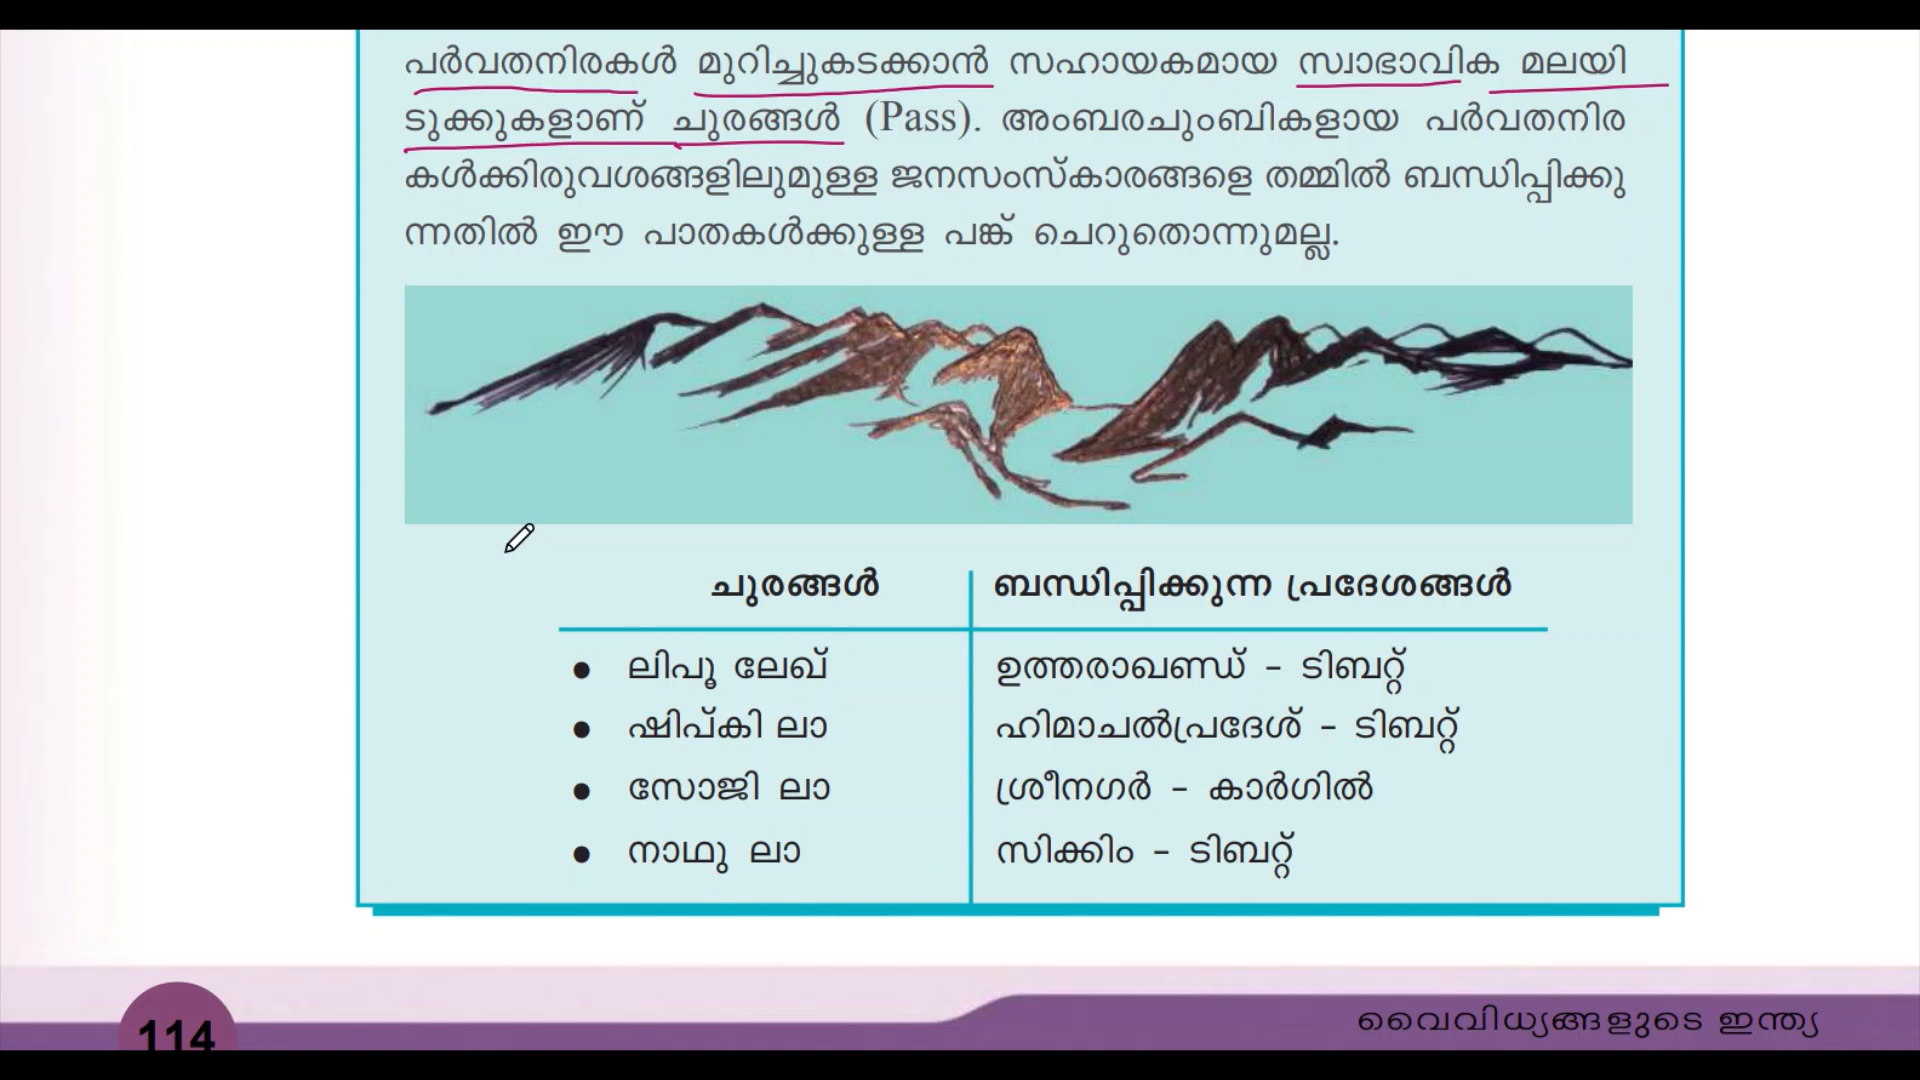 പർവതനിരകൾ മുറിച്ചുകടക്കാൻ സഹായകമായ സ്വാഭാവിക മലയി
ടുക്കുകളാണ് ചുരങ്ങൾ (Pass). അംബരചുംബികളായ പർവതനിര
കൾക്കിരുവശങ്ങളിലുമുള്ള ജനസംസ്കാരങ്ങളെ തമ്മിൽ ബന്ധിപ്പിക്കു
ന്നതിൽ ഈ പാതകൾക്കുള്ള പങ്ക് ചെറുതൊന്നുമല്ല.
ചുരങ്ങൾ ബന്ധിപ്പിക്കുന്ന പ്രദേശങ്ങൾ
• ലിപൂ ലേഖ് ഉത്തരാഖണ്ഡ് – ടിബറ്റ്
• ഷിപ്കി ലാ ഹിമാചൽപ്രദേശ് – ടിബറ്റ്
• സോജി ലാ ശ്രീനഗർ – കാർഗിൽ
• നാഥു ലാ സിക്കിം – ടിബറ്റ്
114 വൈവിധ്യങ്ങളുടെ ഇന്ത്യ